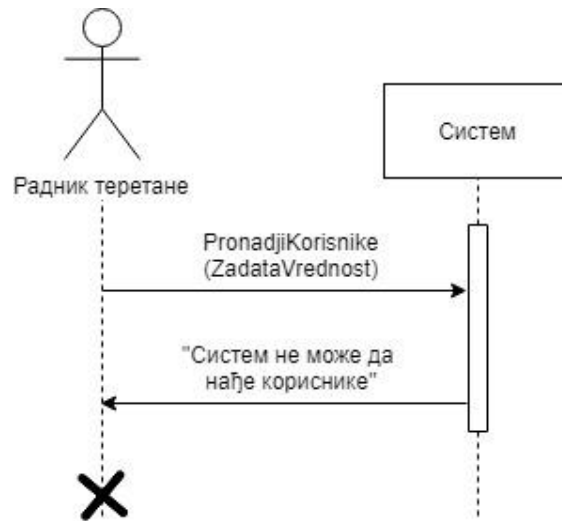 Систем
Радник теретане
PronadjiKorisnike
(ZadataVrednost)
"Систем не може да
нађе кориснике"